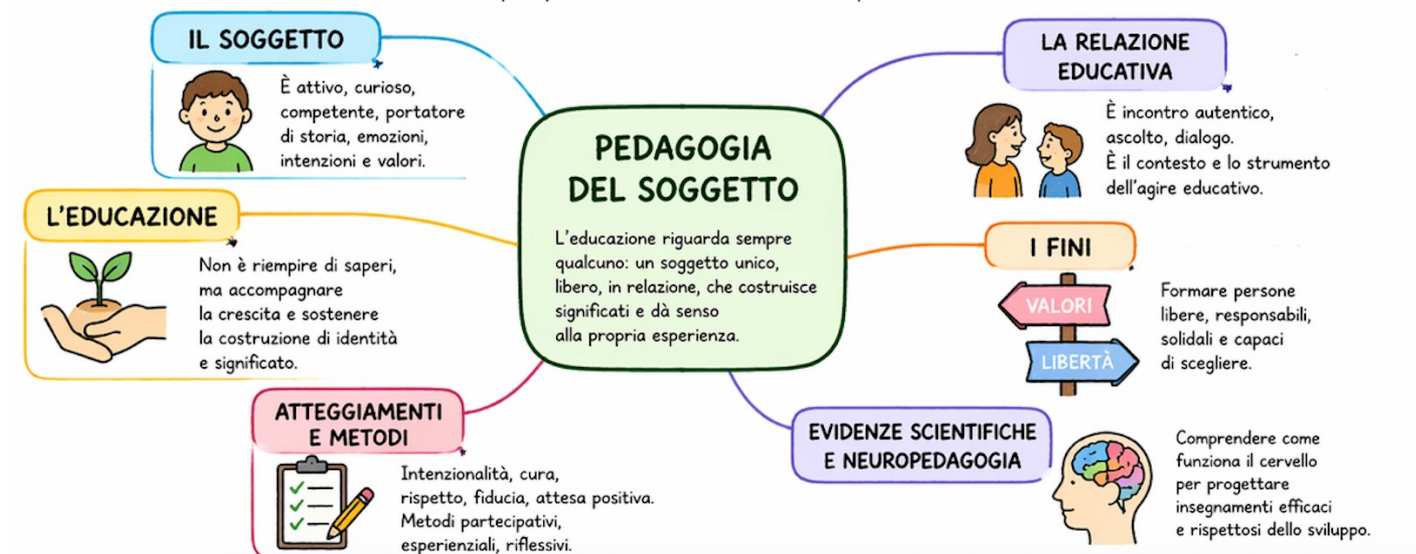 IL SOGGETTO
È attivo, curioso,
competente, portatore
di storia, emozioni,
intenzioni e valori.
L'EDUCAZIONE
Non è riempire di saperi,
ma accompagnare
la crescita e sostenere
la costruzione di identità
e significato.
ATTEGGIAMENTI
E METODI
Intenzionalità, cura,
rispetto, fiducia, attesa positiva.
Metodi partecipativi,
esperienziali, riflessivi.
PEDAGOGIA
DEL SOGGETTO
L'educazione riguarda sempre
qualcuno: un soggetto unico,
libero, in relazione, che costruisce
significati e dà senso
alla propria esperienza.
LA RELAZIONE
EDUCATIVA
È incontro autentico,
ascolto, dialogo.
È il contesto e lo strumento
dell'agire educativo.
I FINI
VALORI
LIBERTÀ
Formare persone
libere, responsabili,
solidali e capaci
di scegliere.
EVIDENZE SCIENTIFICHE
E NEUROPEDAGOGIA
Comprendere come
funziona il cervello
per progettare
insegnamenti efficaci
e rispettosi dello sviluppo.